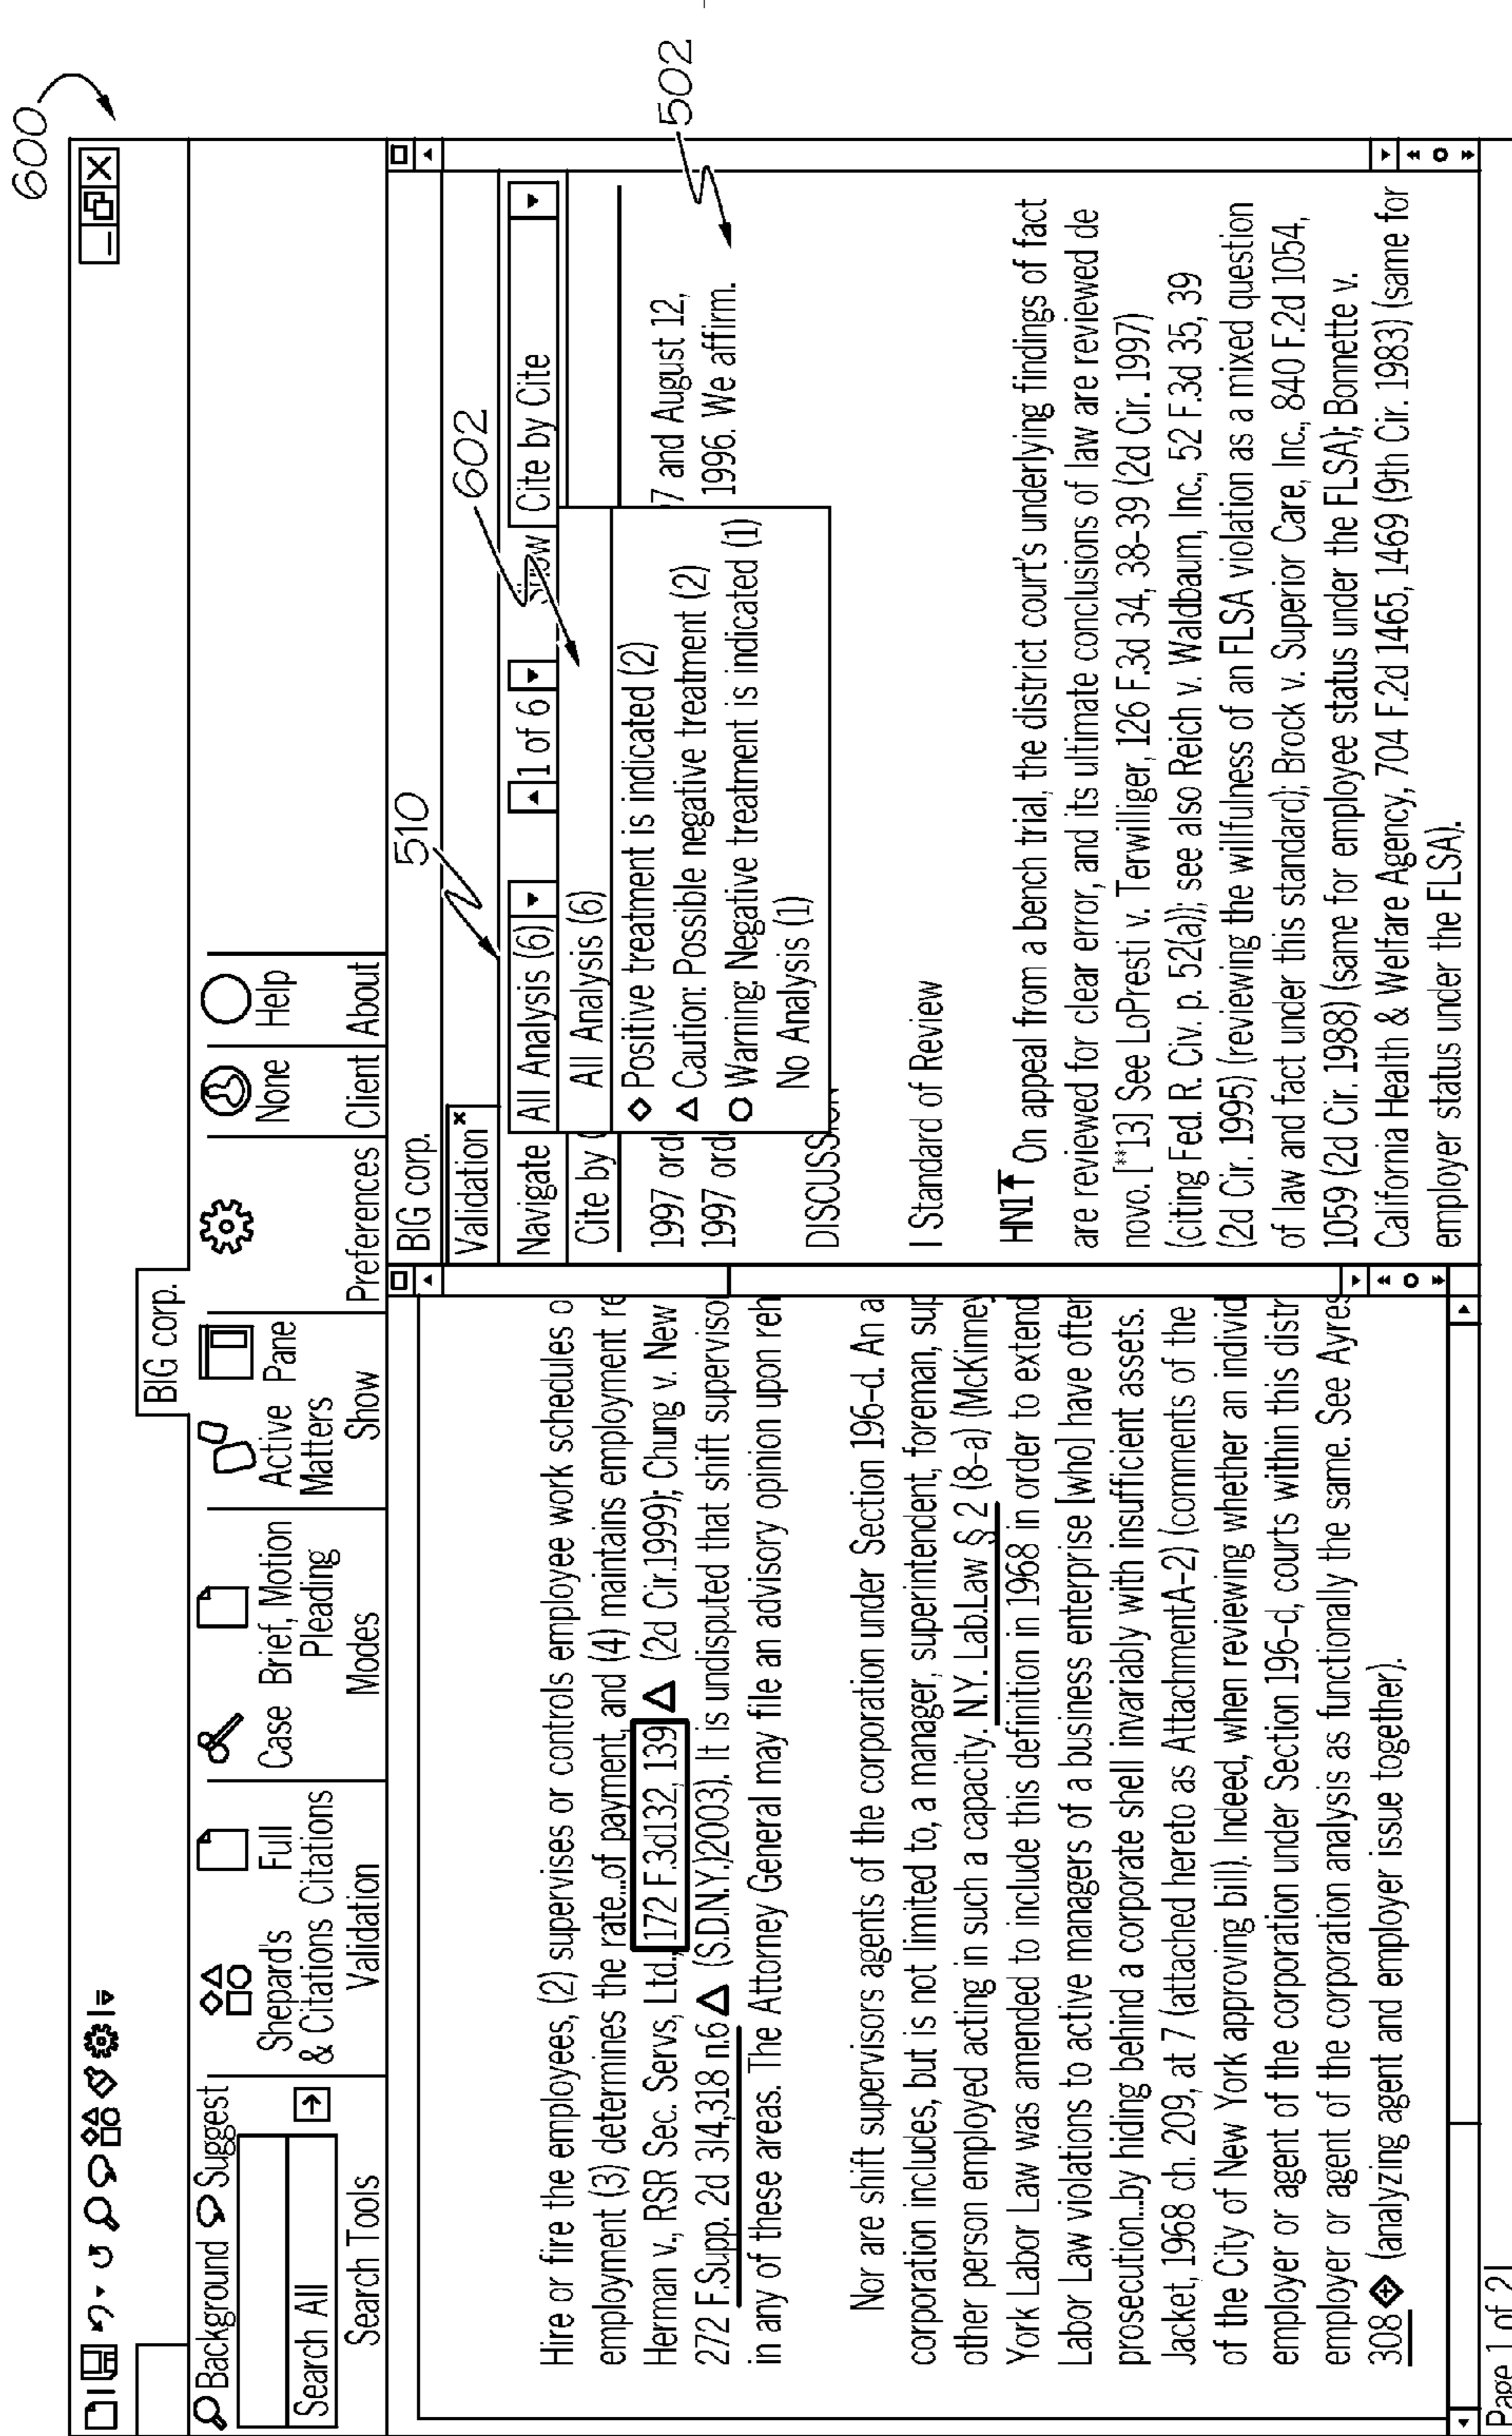 600
BIG corp.
Background Suggest
Search All
Search Tools
Shepard's
& Citations
Full
Citations
Validation
Case
Brief, Motion
Pleading
Modes
Active
Matters
Pane
Show
Preferences
None
Client
Help
About
Hire or fire the employees, (2) supervises or controls employee work schedules o
employment (3) determines the rate...of payment, and (4) maintains employment re
Herman v., RSR Sec. Servs, Ltd., 172 F.3d132, 139 (2d Cir.1999); Chung v. New
272 F.Supp. 2d 314,318 n.6 (S.D.N.Y.)2003). It is undisputed that shift superviso
in any of these areas. The Attorney General may file an advisory opinion upon reh
Nor are shift supervisors agents of the corporation under Section 196-d. An a
corporation includes, but is not limited to, a manager, superintendent, foreman, sup
other person employed acting in such a capacity. N.Y. Lab.Law § 2 (8-a) (McKinney
York Labor Law was amended to include this definition in 1968 in order to extend
Labor Law violations to active managers of a business enterprise [who] have ofter
prosecution...by hiding behind a corporate shell invariably with insufficient assets.
Jacket, 1968 ch. 209, at 7 (attached hereto as AttachmentA-2) (comments of the
of the City of New York approving bill). Indeed, when reviewing whether an individ
employer or agent of the corporation under Section 196-d, courts within this distr
employer or agent of the corporation analysis as functionally the same. See Ayres
308 (analyzing agent and employer issue together).
Page 1 of 2
510
602
502
BIG corp.
Validation x
Navigate All Analysis (6) 1 of 6 Show Cite by Cite
Cite by
All Analysis (6)
Positive treatment is indicated (2)
Caution: Possible negative treatment (2)
Warning: Negative treatment is indicated (1)
No Analysis (1)
1997 ord 7 and August 12,
1997 ord 1996. We affirm.
DISCUSSION
I Standard of Review
HN1 On appeal from a bench trial, the district court's underlying findings of fact
are reviewed for clear error, and its ultimate conclusions of law are reviewed de
novo. [**13] See LoPresti v. Terwilliger, 126 F.3d 34, 38-39 (2d Cir. 1997)
(citing Fed. R. Civ. p. 52(a)); see also Reich v. Waldbaum, Inc., 52 F.3d 35, 39
(2d Cir. 1995) (reviewing the willfulness of an FLSA violation as a mixed question
of law and fact under this standard); Brock v. Superior Care, Inc., 840 F.2d 1054,
1059 (2d Cir. 1988) (same for employee status under the FLSA); Bonnette v.
California Health & Welfare Agency, 704 F.2d 1465, 1469 (9th Cir. 1983) (same for
employer status under the FLSA).